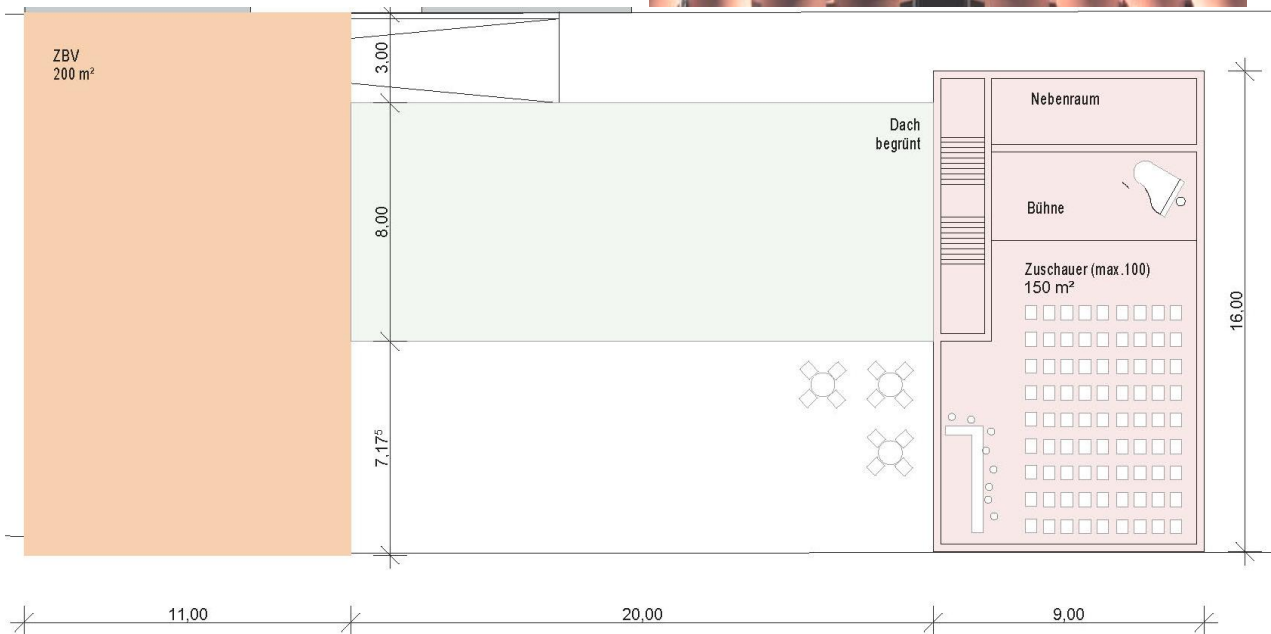 ZBV
200 m²
3,00
Dach
begrünt
8,00
7,17⁵
Nebenraum
Bühne
Zuschauer (max.100)
150 m²
16,00
11,00
20,00
9,00